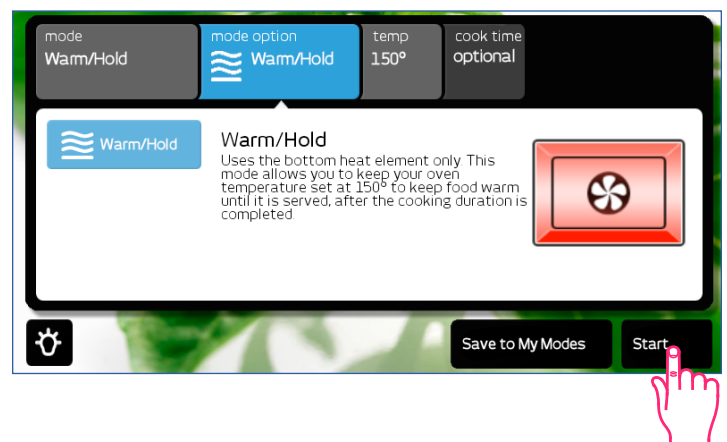 mode
Warm/Hold
mode option
Warm/Hold
temp
150°
cook time
optional
Warm/Hold
Warm/Hold
Uses the bottom heat element only. This
mode allows you to keep your oven
temperature set at 150° to keep food warm
until it is served, after the cooking duration is
completed.
Save to My Modes
Start